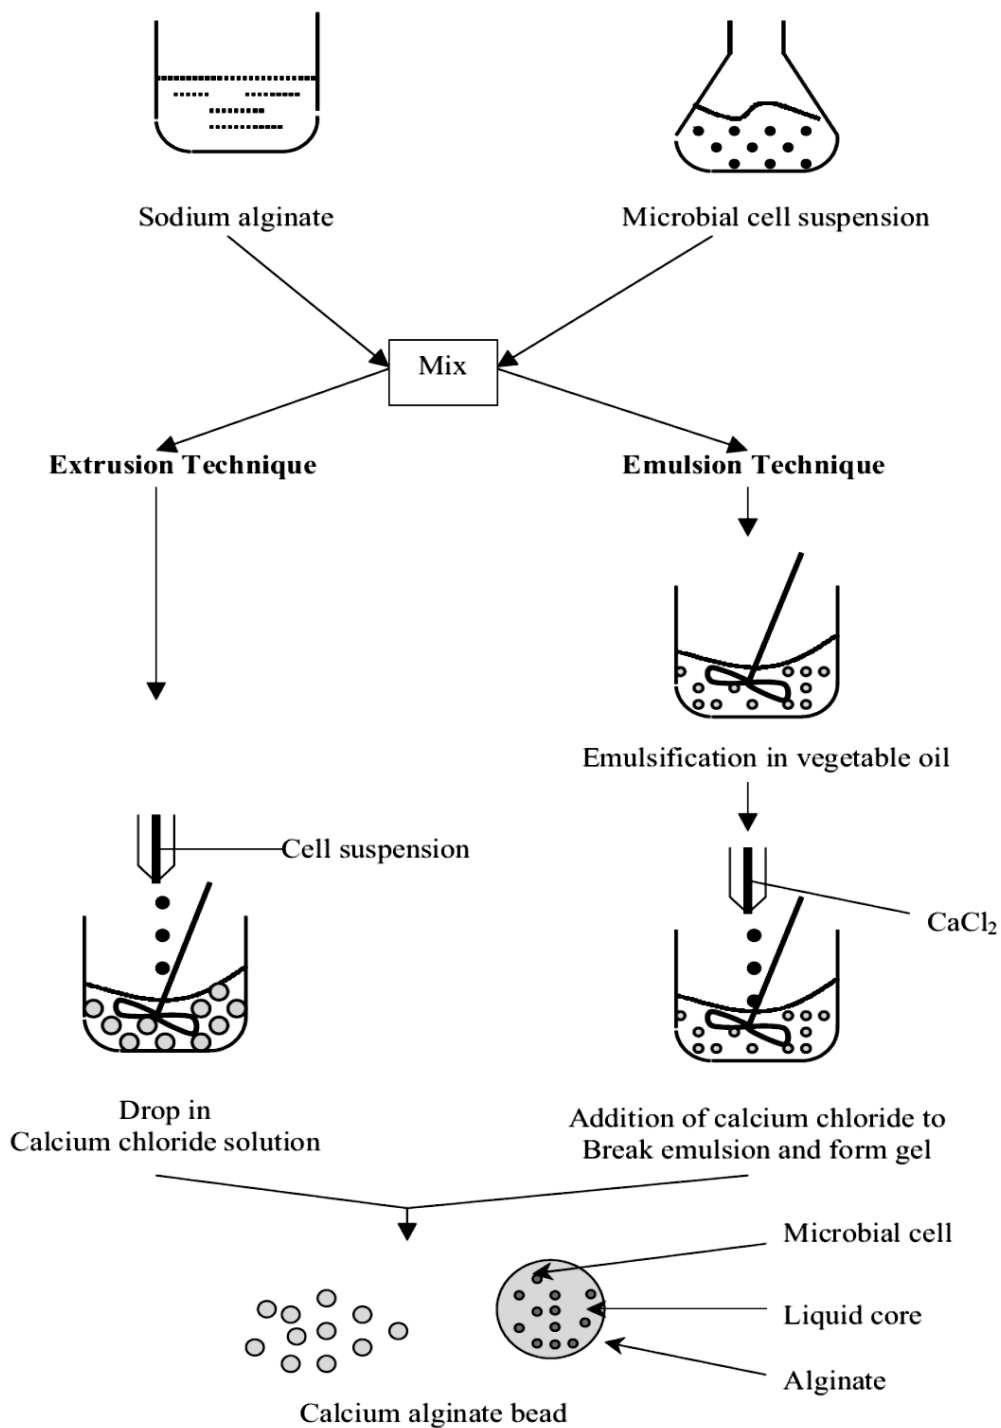 Sodium alginate
Microbial cell suspension
Mix
Extrusion Technique
Emulsion Technique
Emulsification in vegetable oil
Cell suspension
CaCl₂
Drop in
Calcium chloride solution
Addition of calcium chloride to
Break emulsion and form gel
Microbial cell
Liquid core
Alginate
Calcium alginate bead